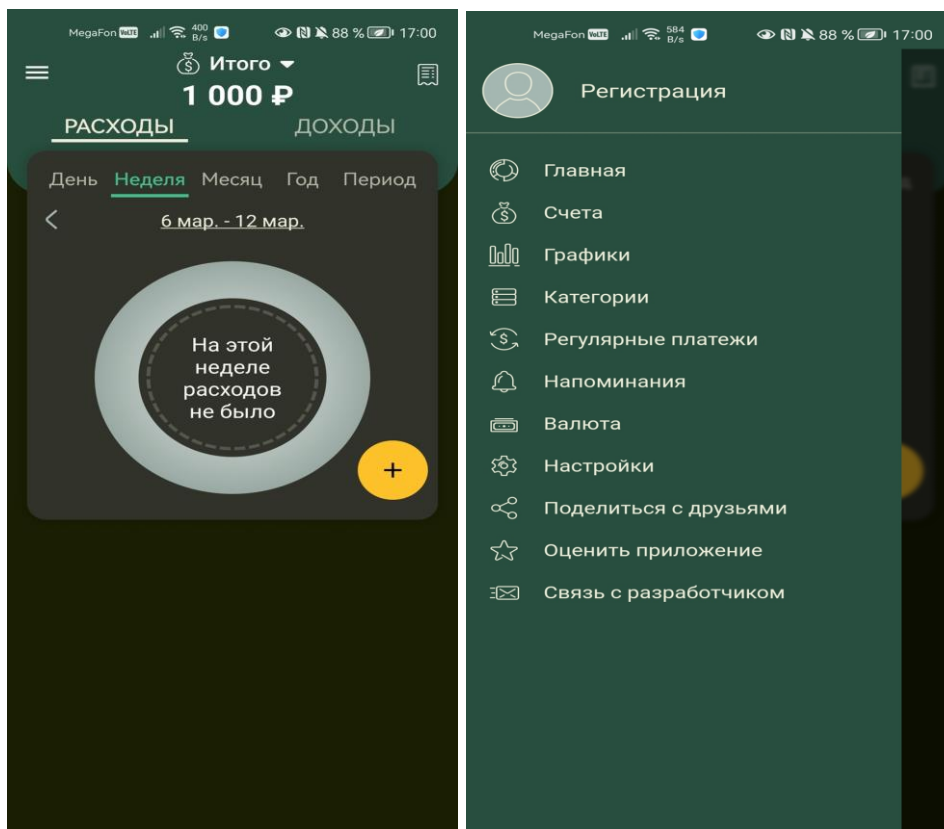 MegaFon VoLTE 400 B/s 88 % 17:00
Итого
1 000 ₽
РАСХОДЫ ДОХОДЫ
День Неделя Месяц Год Период
6 мар. - 12 мар.
На этой
неделе
расходов
не было
+
MegaFon VoLTE 584 B/s 88 % 17:00
Регистрация
Главная
Счета
Графики
Категории
Регулярные платежи
Напоминания
Валюта
Настройки
Поделиться с друзьями
Оценить приложение
Связь с разработчиком